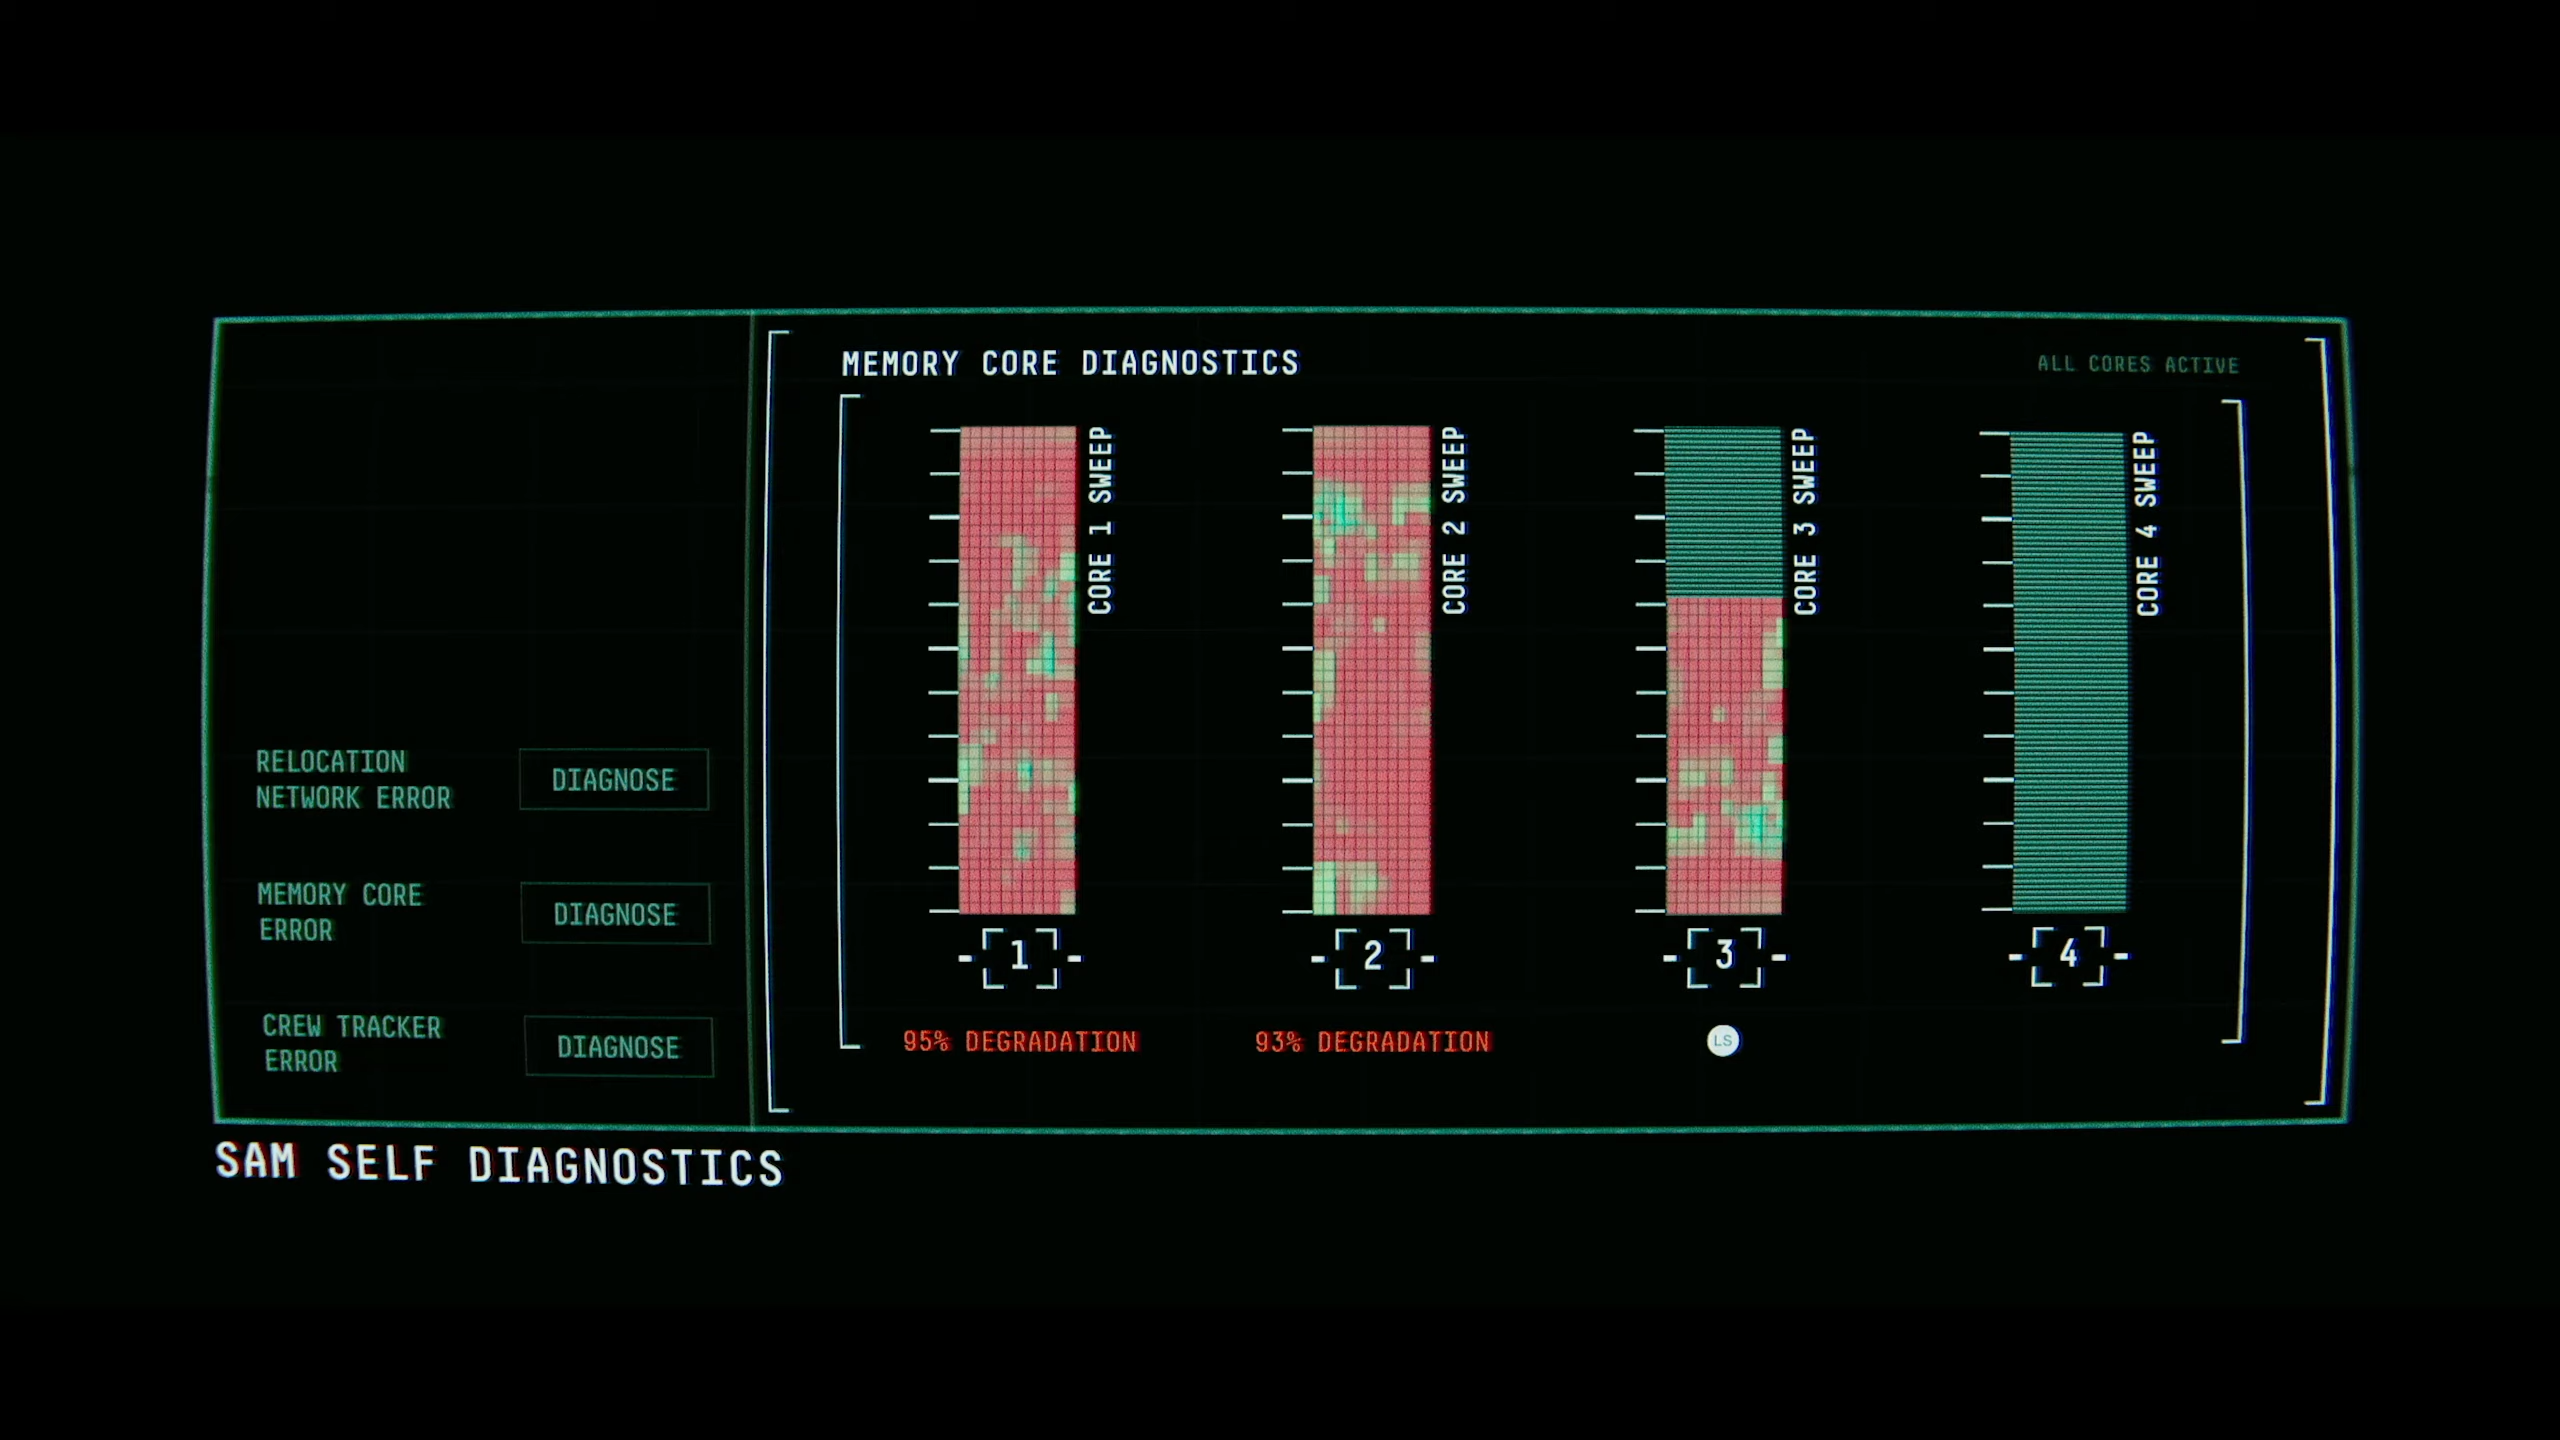 MEMORY CORE DIAGNOSTICS
ALL CORES ACTIVE
CORE 1 SWEEP
CORE 2 SWEEP
CORE 3 SWEEP
CORE 4 SWEEP
RELOCATION
NETWORK ERROR
DIAGNOSE
MEMORY CORE
ERROR
DIAGNOSE
CREW TRACKER
ERROR
DIAGNOSE
1
2
3
4
95% DEGRADATION
93% DEGRADATION
LS
SAM SELF DIAGNOSTICS